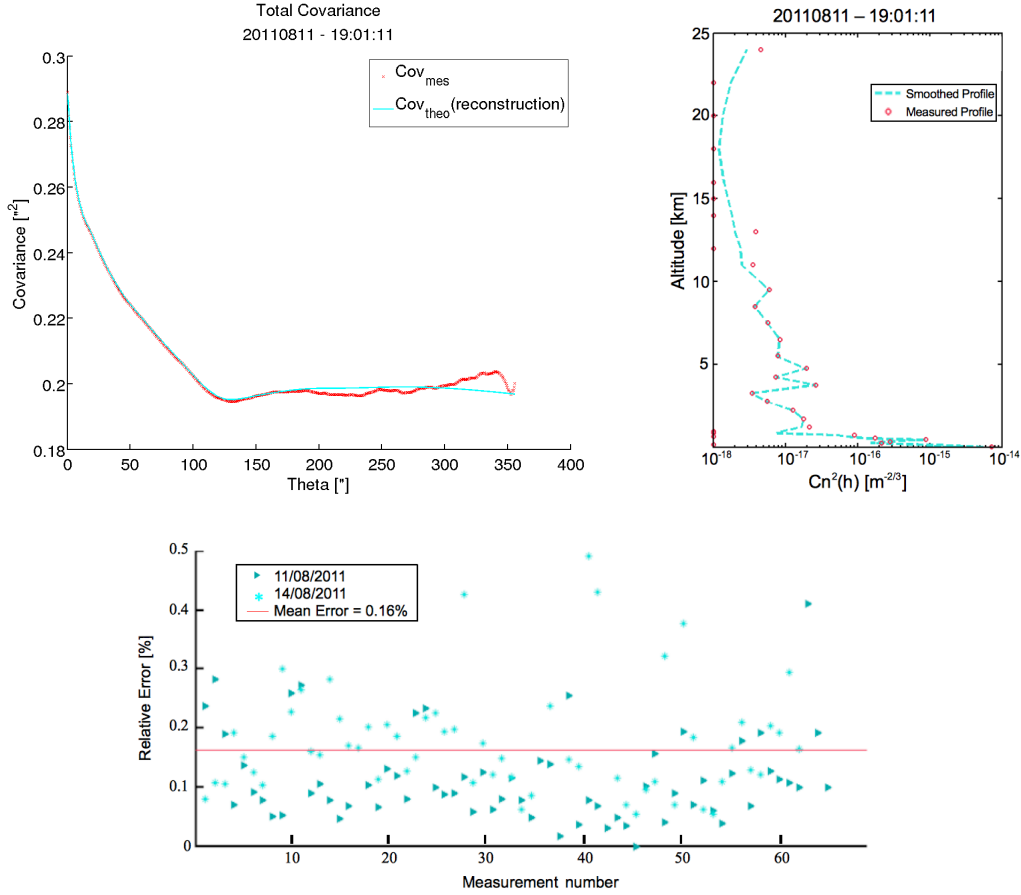 Total Covariance
20110811 - 19:01:11
0.3
0.28
0.26
0.24
0.22
0.2
0.18
Covariance ["²]
0
50
100
150
200
250
300
350
400
Theta ["]
Cov_mes
Cov_theo(reconstruction)
20110811 – 19:01:11
25
20
15
10
5
Altitude [km]
Smoothed Profile
Measured Profile
10^-18
10^-17
10^-16
10^-15
10^-14
Cn²(h) [m^-2/3]
0.5
0.4
0.3
0.2
0.1
0
Relative Error [%]
11/08/2011
14/08/2011
Mean Error = 0.16%
10
20
30
40
50
60
Measurement number